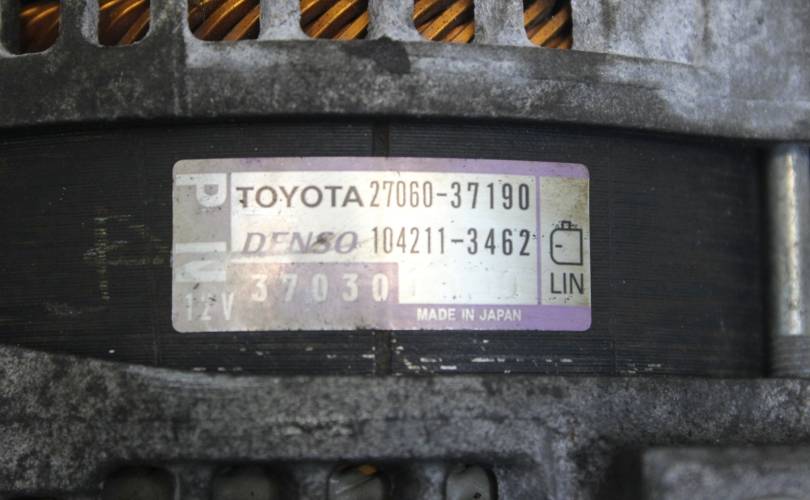 TOYOTA 27060-37190
DENSO 104211-3462
37030
12V
LIN
MADE IN JAPAN